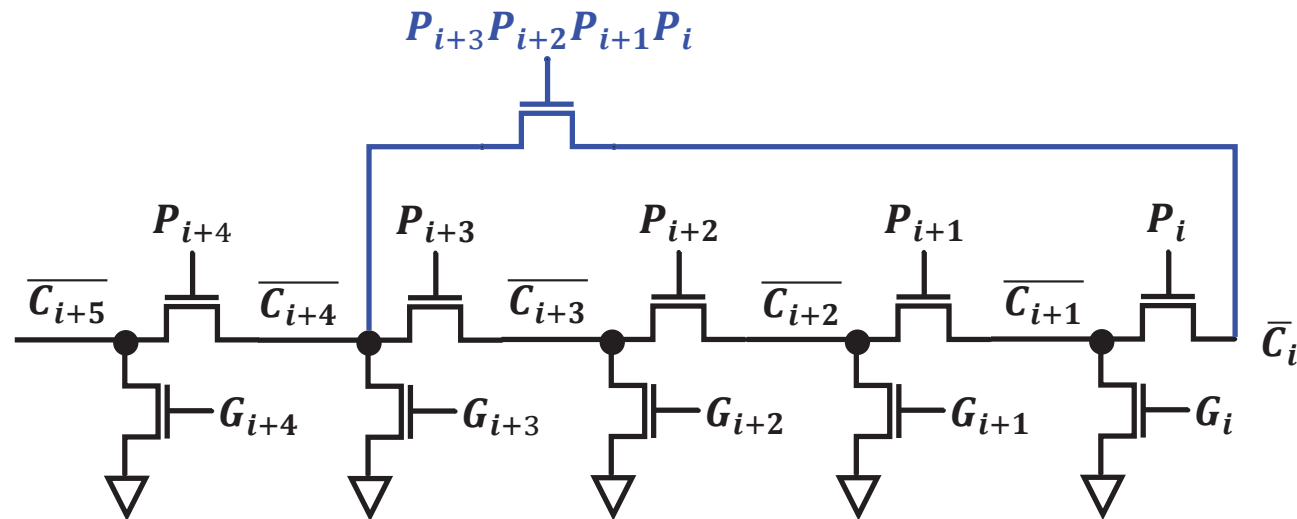 P_{i+3}P_{i+2}P_{i+1}P_i
P_{i+4} P_{i+3} P_{i+2} P_{i+1} P_i
\overline{C_{i+5}} \overline{C_{i+4}} \overline{C_{i+3}} \overline{C_{i+2}} \overline{C_{i+1}} \overline{C}_i
G_{i+4} G_{i+3} G_{i+2} G_{i+1} G_i